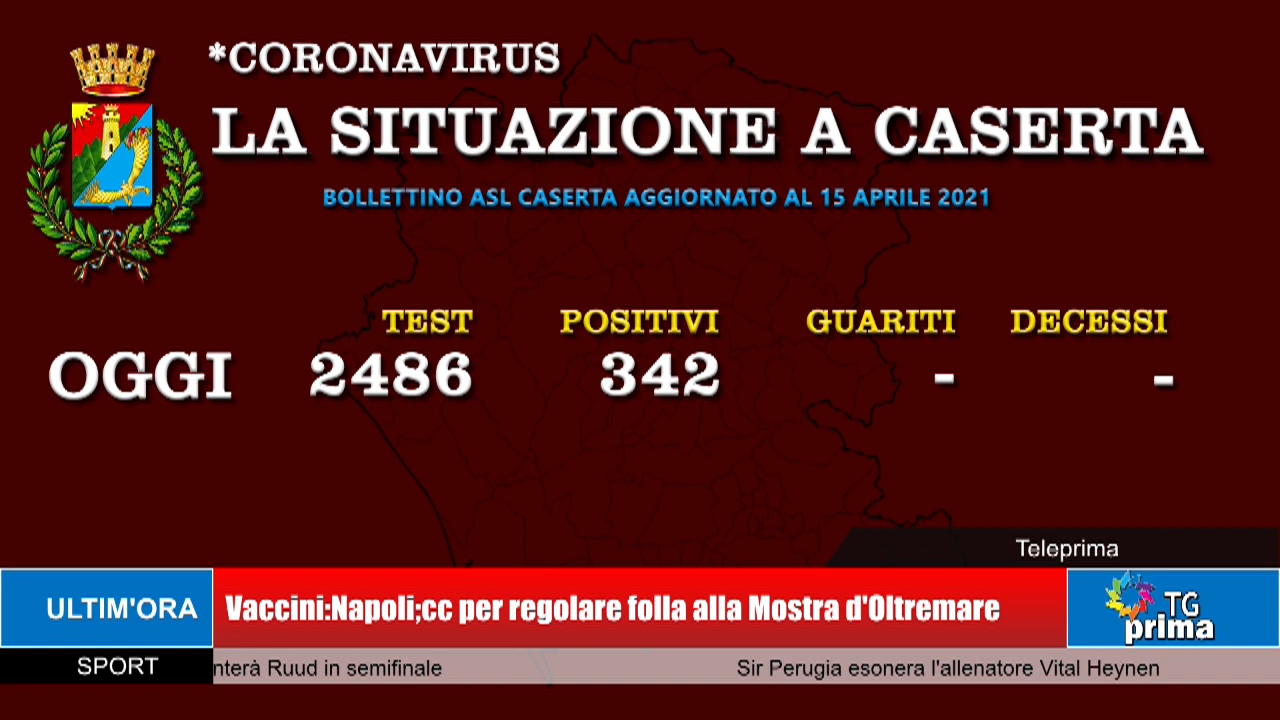 *CORONAVIRUS
LA SITUAZIONE A CASERTA
BOLLETTINO ASL CASERTA AGGIORNATO AL 15 APRILE 2021
TEST POSITIVI GUARITI DECESSI
OGGI 2486 342 - -
Teleprima
ULTIM'ORA Vaccini:Napoli;cc per regolare folla alla Mostra d'Oltremare
TG
prima
SPORT nterà Ruud in semifinale Sir Perugia esonera l'allenatore Vital Heynen